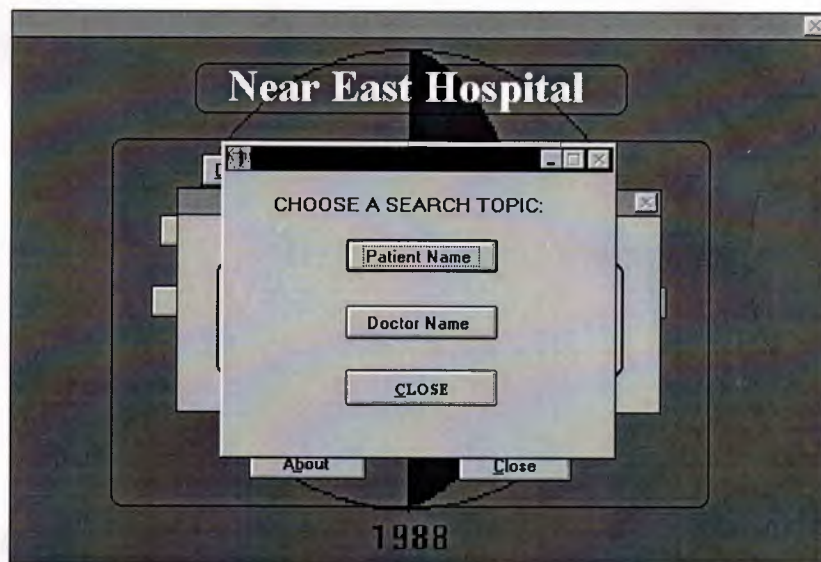 Near East Hospital
CHOOSE A SEARCH TOPIC:
Patient Name
Doctor Name
CLOSE
About
Close
1988